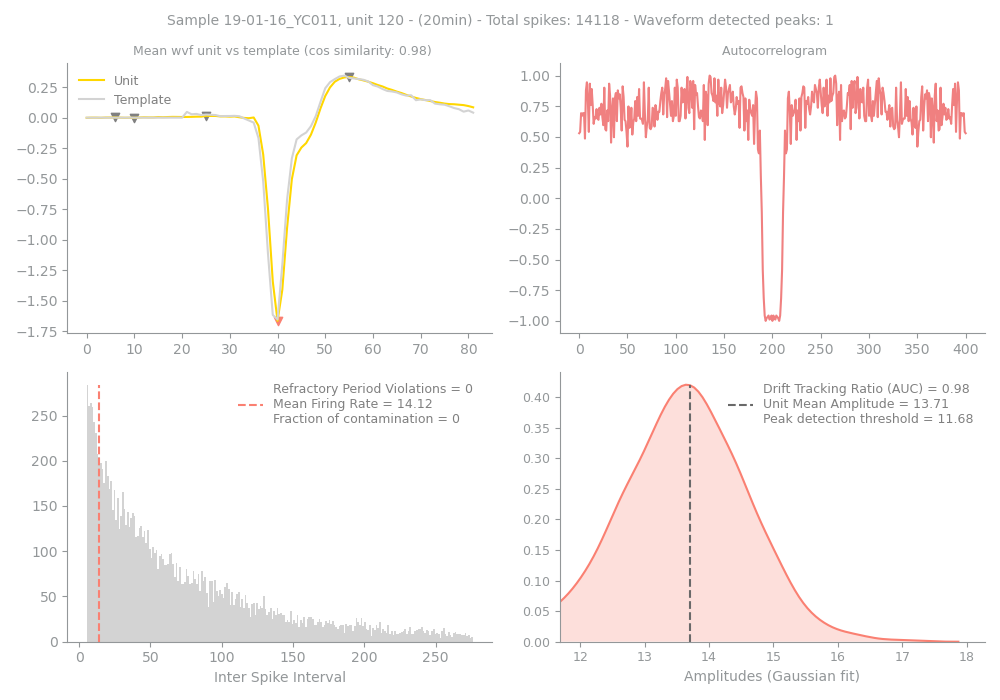 Sample 19-01-16_YC011, unit 120 - (20min) - Total spikes: 14118 - Waveform detected peaks: 1
Mean wvf unit vs template (cos similarity: 0.98)
Unit
Template
0.25
0.00
−0.25
−0.50
−0.75
−1.00
−1.25
−1.50
−1.75
0 10 20 30 40 50 60 70 80
Autocorrelogram
1.00
0.75
0.50
0.25
0.00
−0.25
−0.50
−0.75
−1.00
0 50 100 150 200 250 300 350 400
Refractory Period Violations = 0
Mean Firing Rate = 14.12
Fraction of contamination = 0
250
200
150
100
50
0
0 50 100 150 200 250
Inter Spike Interval
Drift Tracking Ratio (AUC) = 0.98
Unit Mean Amplitude = 13.71
Peak detection threshold = 11.68
0.40
0.35
0.30
0.25
0.20
0.15
0.10
0.05
0.00
12 13 14 15 16 17 18
Amplitudes (Gaussian fit)